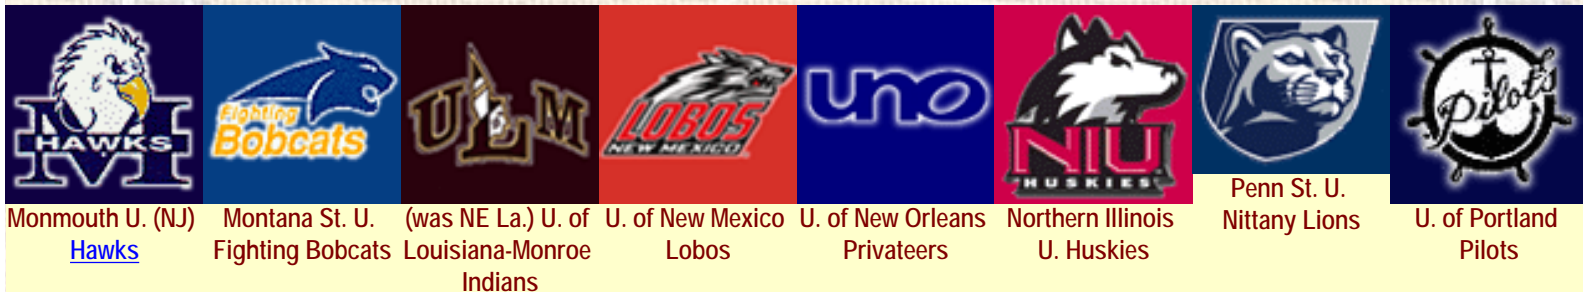 M
HAWKS
Monmouth U. (NJ)
Hawks
Fighting
Bobcats
Montana St. U.
Fighting Bobcats
ULM
(was NE La.) U. of
Louisiana-Monroe
Indians
LOBOS
NEW MEXICO
U. of New Mexico
Lobos
uno
U. of New Orleans
Privateers
NIU
HUSKIES
Northern Illinois
U. Huskies
Penn St. U.
Nittany Lions
Pilots
U. of Portland
Pilots